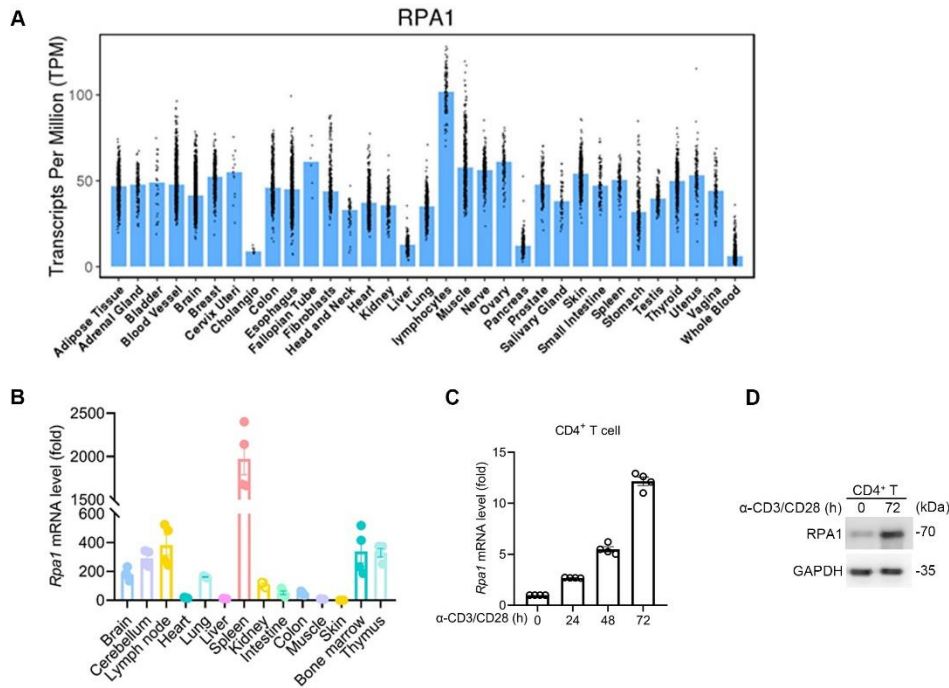 A
RPA1
Transcripts Per Million (TPM)
100
50
0
Adipose Tissue
Adrenal Gland
Bladder
Blood Vessel
Brain
Breast
Cervix Uteri
Cholangio
Colon
Esophagus
Fallopian Tube
Fibroblasts
Head and Neck
Heart
Kidney
Liver
Lung
lymphocytes
Muscle
Nerve
Ovary
Pancreas
Prostate
Salivary Gland
Skin
Small Intestine
Spleen
Stomach
Testis
Thyroid
Uterus
Vagina
Whole Blood
B
Rpa1 mRNA level (fold)
2500
2000
1500
600
400
200
0
Brain
Cerebellum
Lymph node
Heart
Lung
Liver
Spleen
Kidney
Intestine
Colon
Muscle
Skin
Bone marrow
Thymus
C
CD4⁺ T cell
Rpa1 mRNA level (fold)
15
10
5
0
α-CD3/CD28 (h) 0 24 48 72
D
CD4⁺ T
α-CD3/CD28 (h) 0 72 (kDa)
RPA1 -70
GAPDH -35